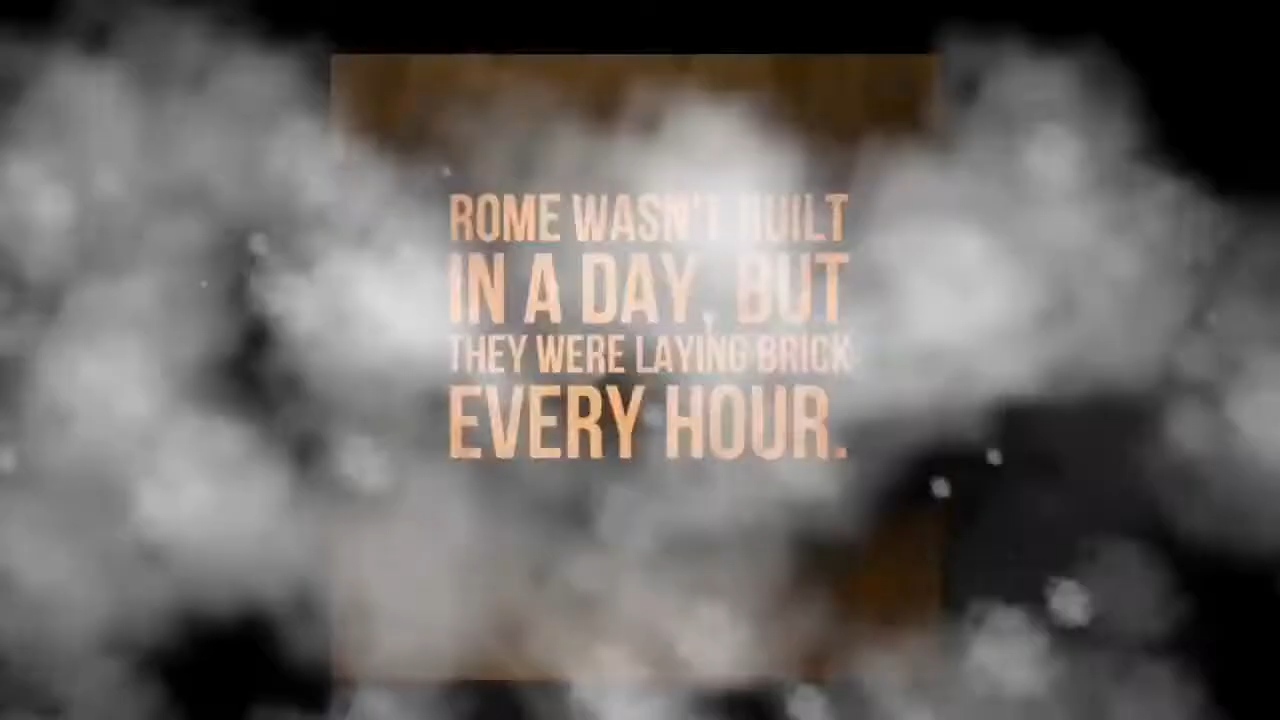 ROME WASN'T BUILT
IN A DAY, BUT
THEY WERE LAYING BRICK
EVERY HOUR.